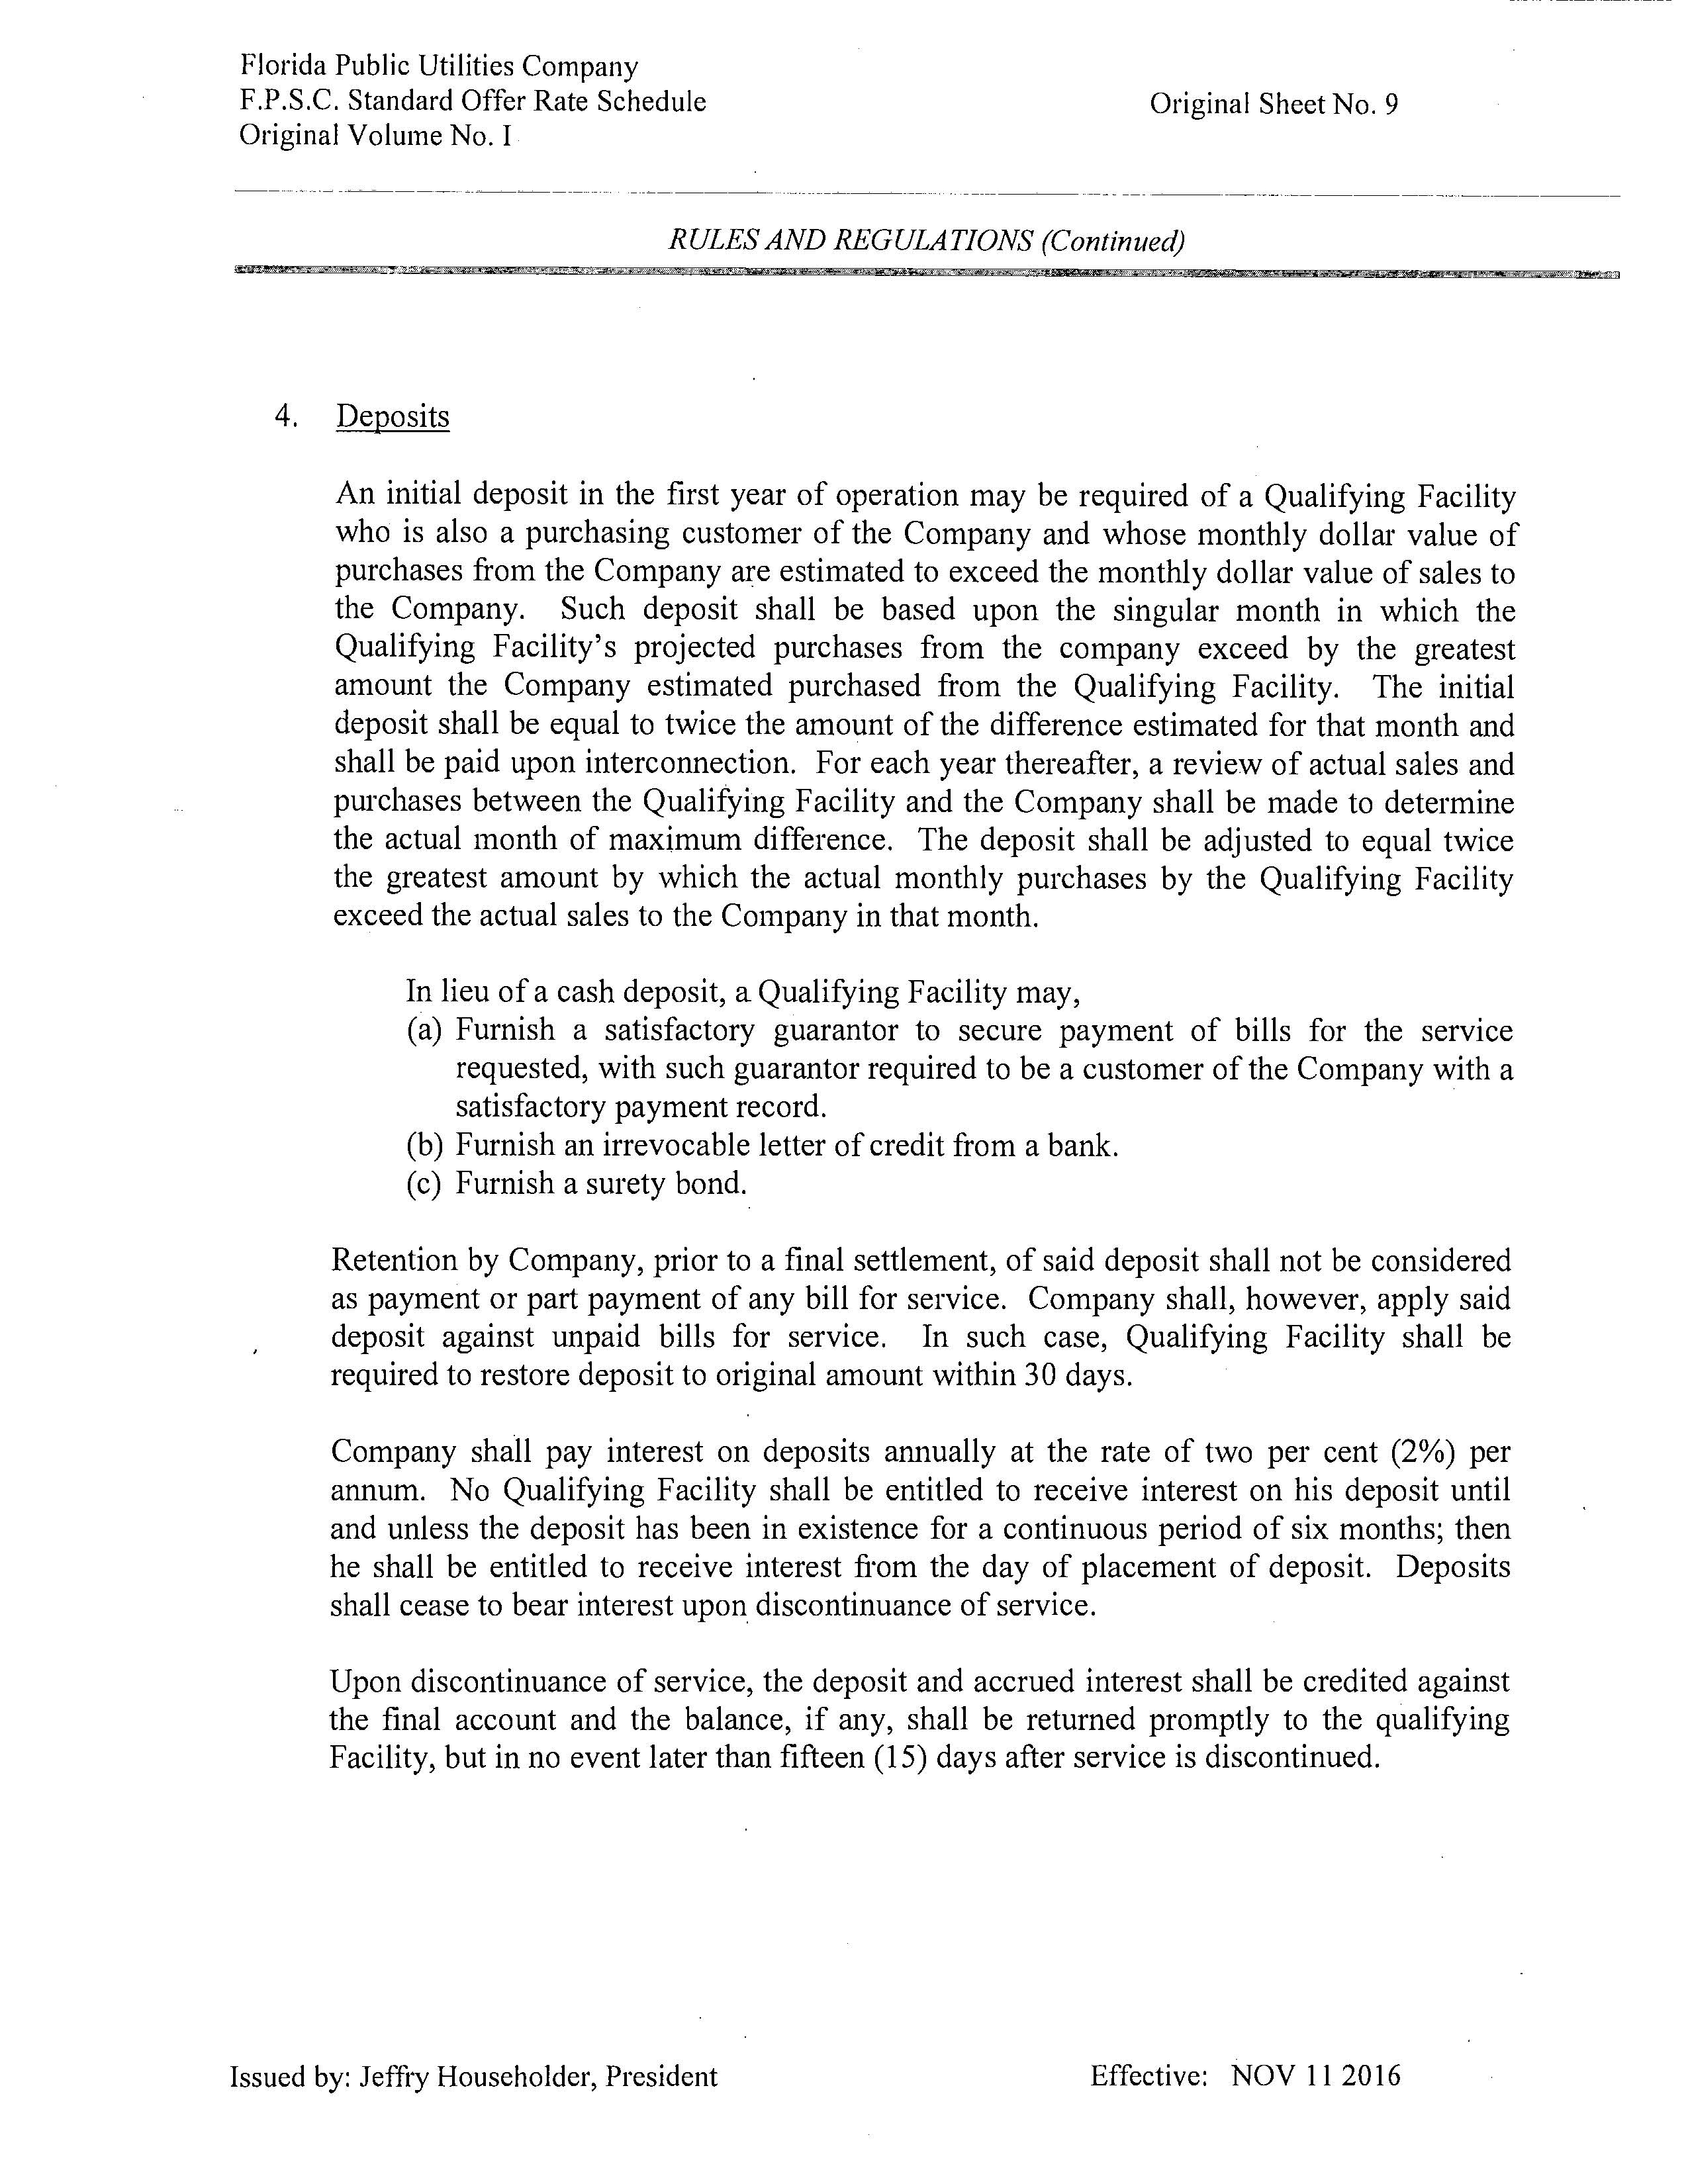 Florida Public Utilities Company
F.P.S.C. Standard Offer Rate Schedule
Original Sheet No. 9
Original Volume No. I
RULES AND REGULATIONS (Continued)
4. Deposits
An initial deposit in the first year of operation may be required of a Qualifying Facility
who is also a purchasing customer of the Company and whose monthly dollar value of
purchases from the Company are estimated to exceed the monthly dollar value of sales to
the Company. Such deposit shall be based upon the singular month in which the
Qualifying Facility's projected purchases from the company exceed by the greatest
amount the Company estimated purchased from the Qualifying Facility. The initial
deposit shall be equal to twice the amount of the difference estimated for that month and
shall be paid upon interconnection. For each year thereafter, a review of actual sales and
purchases between the Qualifying Facility and the Company shall be made to determine
the actual month of maximum difference. The deposit shall be adjusted to equal twice
the greatest amount by which the actual monthly purchases by the Qualifying Facility
exceed the actual sales to the Company in that month.
In lieu of a cash deposit, a Qualifying Facility may,
(a) Furnish a satisfactory guarantor to secure payment of bills for the service
requested, with such guarantor required to be a customer of the Company with a
satisfactory payment record.
(b) Furnish an irrevocable letter of credit from a bank.
(c) Furnish a surety bond.
Retention by Company, prior to a final settlement, of said deposit shall not be considered
as payment or part payment of any bill for service. Company shall, however, apply said
deposit against unpaid bills for service. In such case, Qualifying Facility shall be
required to restore deposit to original amount within 30 days.
Company shall pay interest on deposits annually at the rate of two per cent (2%) per
annum. No Qualifying Facility shall be entitled to receive interest on his deposit until
and unless the deposit has been in existence for a continuous period of six months; then
he shall be entitled to receive interest from the day of placement of deposit. Deposits
shall cease to bear interest upon discontinuance of service.
Upon discontinuance of service, the deposit and accrued interest shall be credited against
the final account and the balance, if any, shall be returned promptly to the qualifying
Facility, but in no event later than fifteen (15) days after service is discontinued.
Issued by: Jeffry Householder, President
Effective: NOV 11 2016